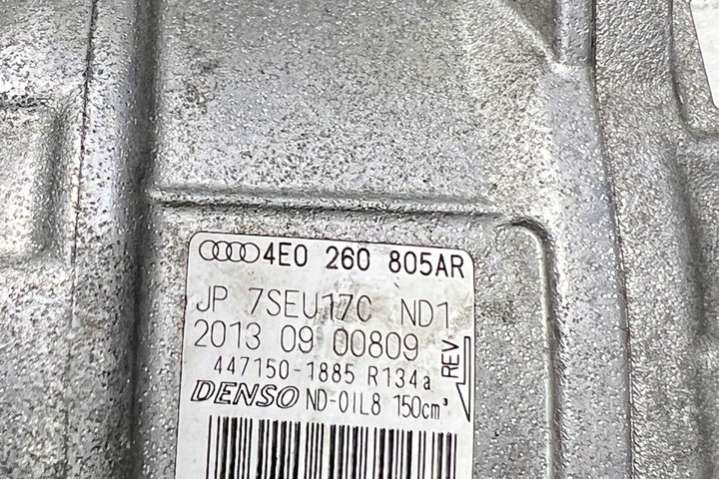 4E0 260 805AR
JP 7SEU17C ND1
2013 09 00809
447150-1885 R134a
DENSO ND-OIL8 150cm³
REV